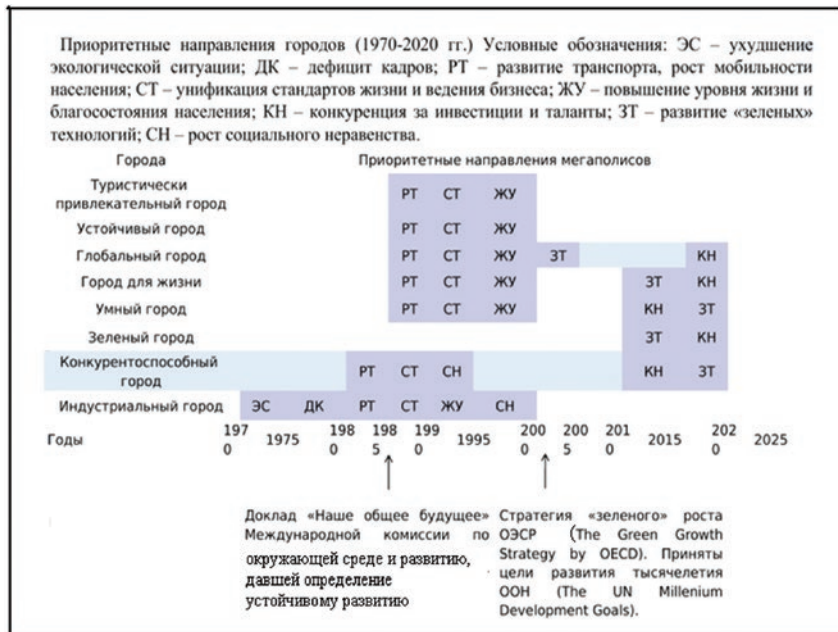 Приоритетные направления городов (1970-2020 гг.) Условные обозначения: ЭС – ухудшение
экологической ситуации; ДК – дефицит кадров; РТ – развитие транспорта, рост мобильности
населения; СТ – унификация стандартов жизни и ведения бизнеса; ЖУ – повышение уровня жизни и
благосостояния населения; КН – конкуренция за инвестиции и таланты; ЗТ – развитие «зеленых»
технологий; СН – рост социального неравенства.
Города Приоритетные направления мегаполисов
Туристически
привлекательный город РТ СТ ЖУ
Устойчивый город РТ СТ ЖУ
Глобальный город РТ СТ ЖУ ЗТ КН
Город для жизни РТ СТ ЖУ ЗТ КН
Умный город РТ СТ ЖУ КН ЗТ
Зеленый город ЗТ КН
Конкурентоспособный
город РТ СТ СН КН ЗТ
Индустриальный город ЭС ДК РТ СТ ЖУ СН
Годы 197 1975 198 198 199 1995 200 200 201 2015 202 2025
0 0 5 0 0 5 0 0
Доклад «Наше общее будущее»
Международной комиссии по
окружающей среде и развитию,
давшей определение
устойчивому развитию
Стратегия «зеленого» роста
ОЭСР (The Green Growth
Strategy by OECD). Приняты
цели развития тысячелетия
ООН (The UN Millenium
Development Goals).